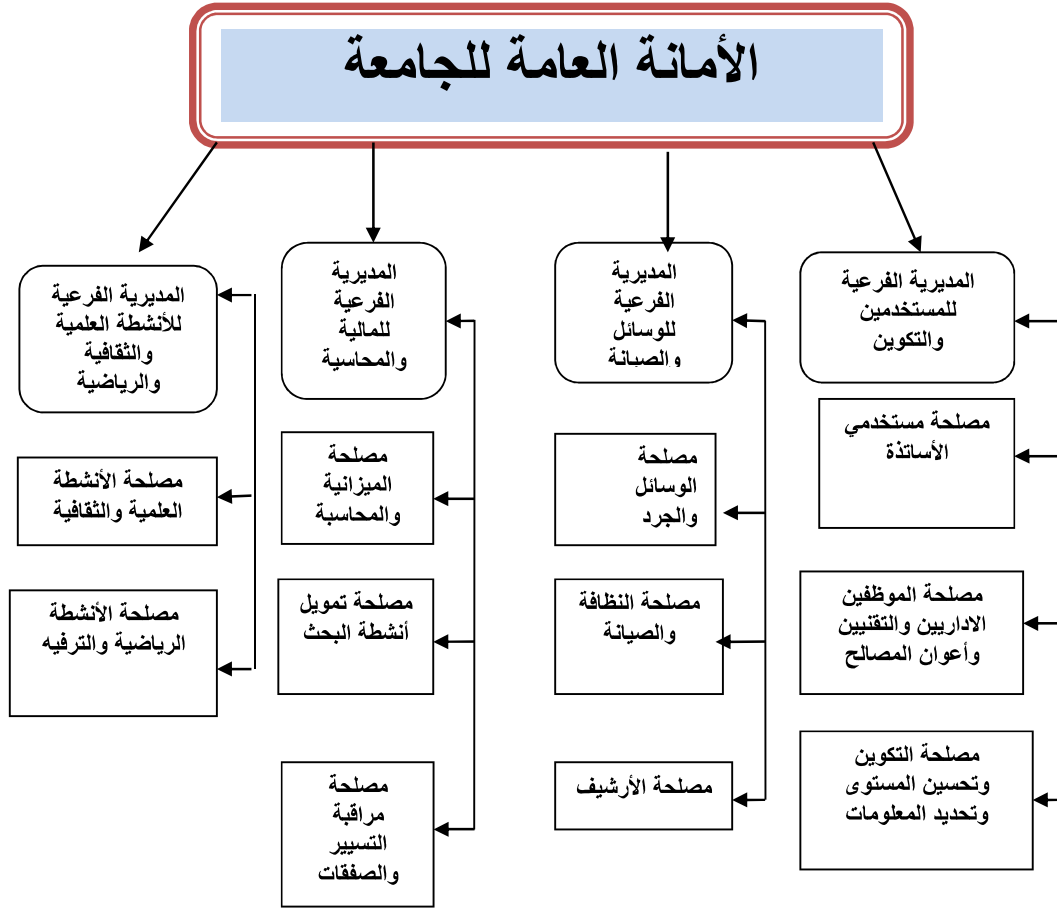 الأمانة العامة للجامعة
المديرية الفرعية
للمستخدمين
والتكوين
المديرية
الفرعية
للوسائل
والصيانة
المديرية
الفرعية
للمالية
والمحاسبة
المديرية الفرعية
للأنشطة العلمية
والثقافية
والرياضية
مصلحة مستخدمي
الأساتذة
مصلحة
الوسائل
والجرد
مصلحة
الميزانية
والمحاسبة
مصلحة الأنشطة
العلمية والثقافية
مصلحة الموظفين
الاداريين والتقنيين
وأعوان المصالح
مصلحة النظافة
والصيانة
مصلحة تمويل
أنشطة البحث
مصلحة الأنشطة
الرياضية والترفيه
مصلحة التكوين
وتحسين المستوى
وتحديد المعلومات
مصلحة الأرشيف
مصلحة
مراقبة
التسيير
والصفقات